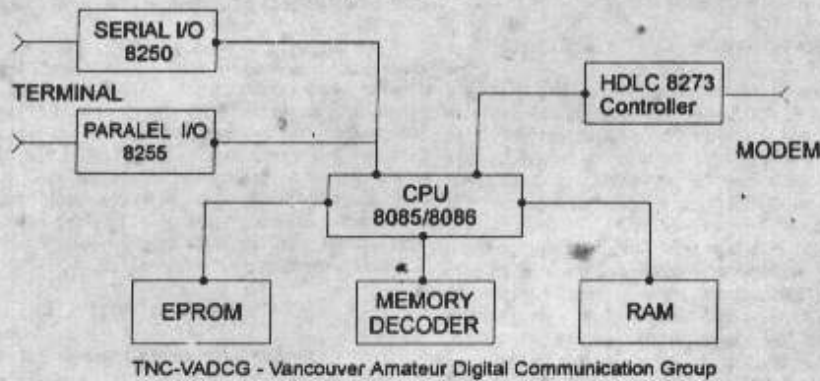 SERIAL I/O
8250
TERMINAL
PARALEL I/O
8255
HDLC 8273
Controller
MODEM
CPU
8085/8086
EPROM
MEMORY
DECODER
RAM
TNC-VADCG - Vancouver Amateur Digital Communication Group